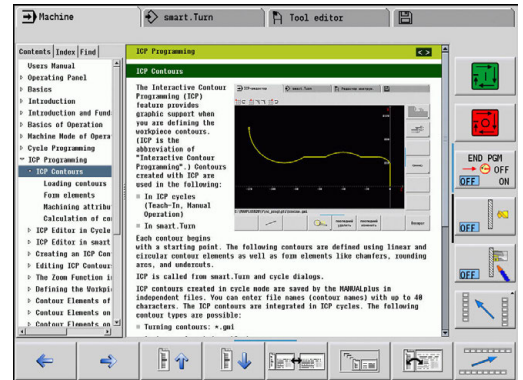 Machine
smart.Turn
Tool editor
Contents Index Find
ICP Programming
Users Manual
Operating Panel
Basics
Introduction
Introduction and Fund
Basics of Operation
Machine Mode of Opera
Cycle Programming
ICP Programming
ICP Contours
Loading contours
Form elements
Machining attribu
Calculation of co
ICP Editor in Cycle
ICP Editor in smart
Creating an ICP Con
Editing ICP Contour
The Zoom Function i
Defining the Workpi
Contour Elements of
Contour Elements on
Contour Elements on
ICP Contours
The Interactive Contour
Programming (ICP)
feature provides
graphic support when
you are defining the
workpiece contours.
(ICP is the
abbreviation of
"Interactive Contour
Programming".) Contours
created with ICP are
used in the following:
In ICP cycles
(Teach-In, Manual
Operation)
In smart.Turn
Each contour begins
with a starting point. The following contours are defined using linear and
circular contour elements as well as form elements like chamfers, rounding
arcs, and undercuts.
ICP is called from smart.Turn and cycle dialogs.
ICP contours created in cycle mode are saved by the MANUALplus in
independent files. You can enter file names (contour names) with up to 40
characters. The ICP contours are integrated in ICP cycles. The following
contour types are possible:
Turning contours: *.gmi
END PGM
OFF
OFF ON
OFF
OFF